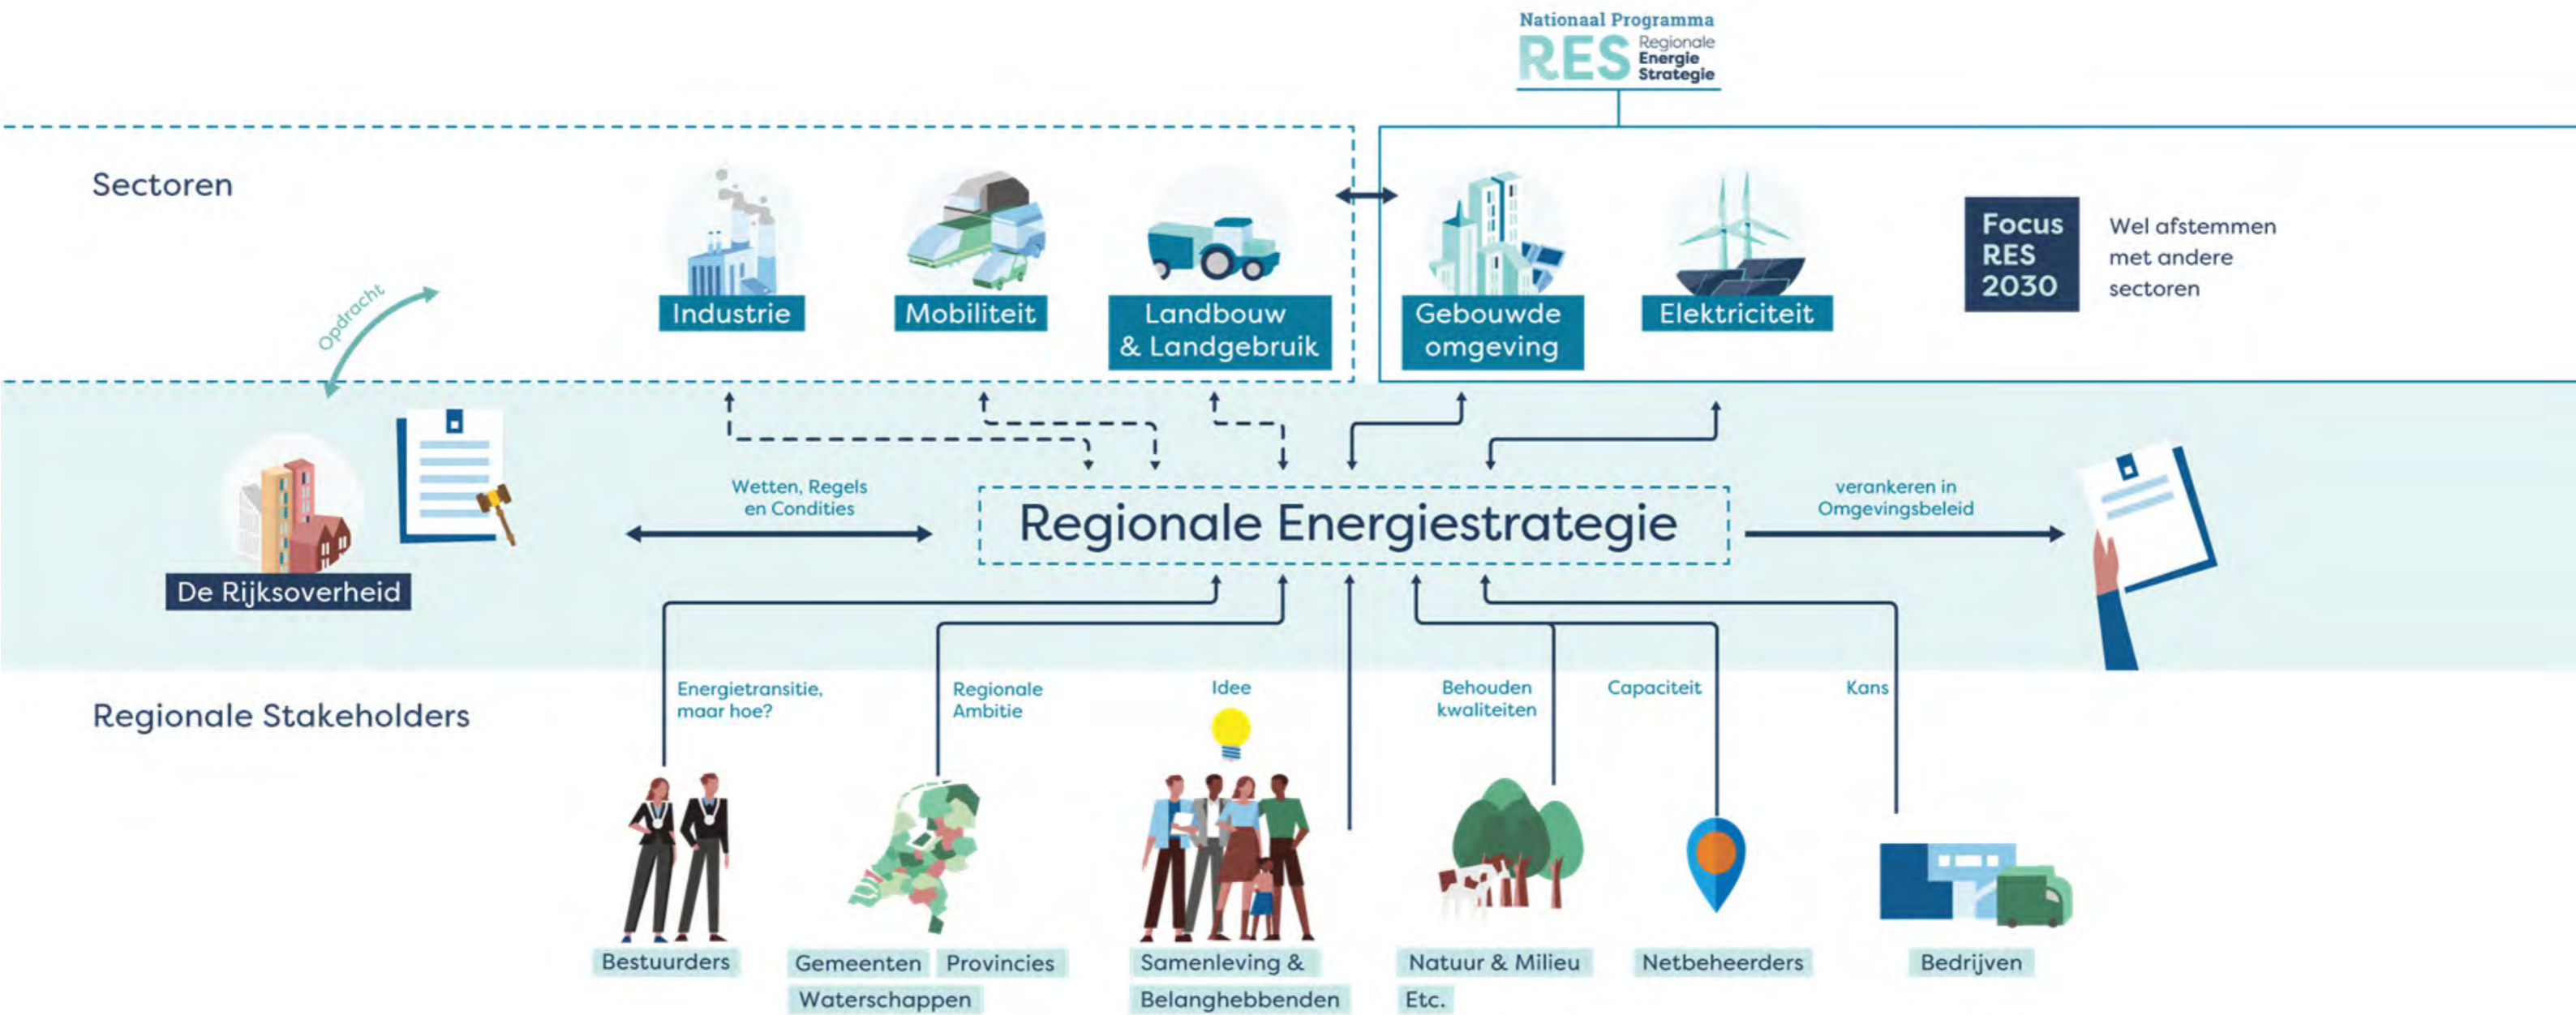 Nationaal Programma
RES Regionale
Energie
Strategie
Sectoren
Opdracht
Industrie
Mobiliteit
Landbouw
& Landgebruik
Gebouwde
omgeving
Elektriciteit
Focus
RES
2030
Wel afstemmen
met andere
sectoren
De Rijksoverheid
Wetten, Regels
en Condities
Regionale Energiestrategie
verankeren in
Omgevingsbeleid
Regionale Stakeholders
Energietransitie,
maar hoe?
Regionale
Ambitie
Idee
Behouden
kwaliteiten
Capaciteit
Kans
Bestuurders
Gemeenten Provincies
Waterschappen
Samenleving &
Belanghebbenden
Natuur & Milieu
Etc.
Netbeheerders
Bedrijven